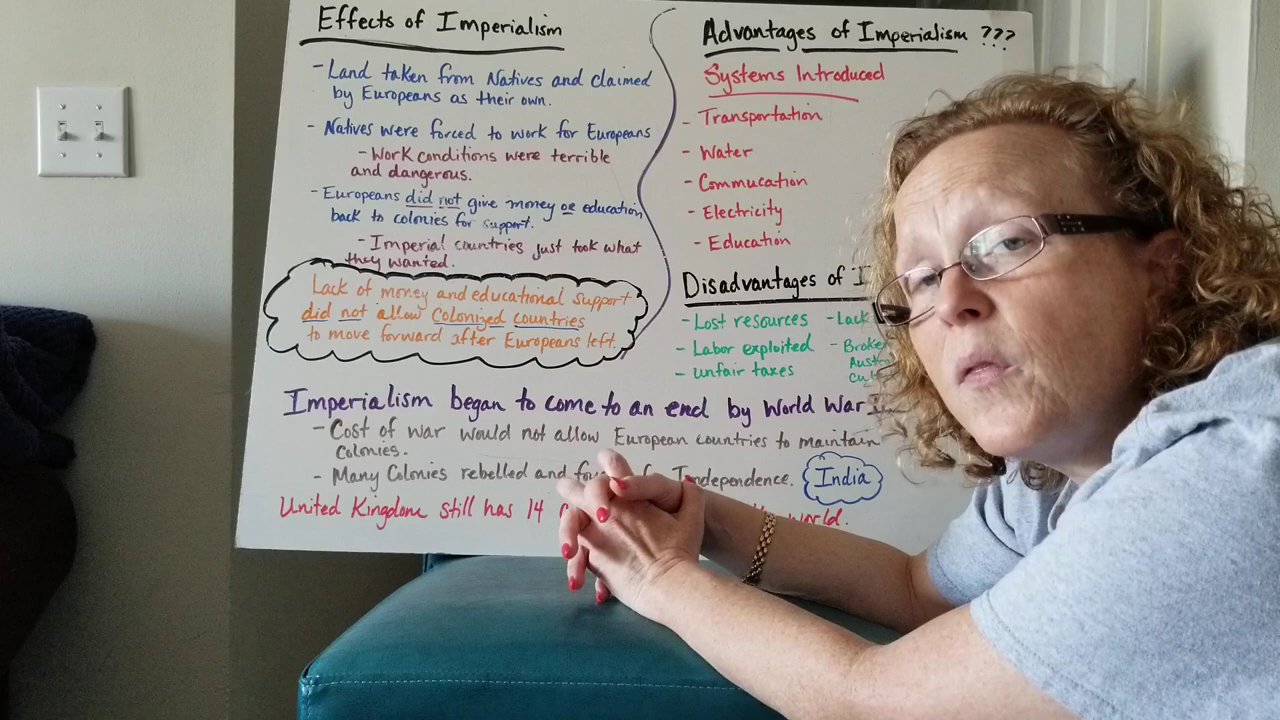 Effects of Imperialism
- Land taken from Natives and claimed
by Europeans as their own.
- Natives were forced to work for Europeans
- Work conditions were terrible
and dangerous.
- Europeans did not give money or education
back to colonies for support.
- Imperial countries just took what
they wanted.
Lack of money and educational support
did not allow colonized countries
to move forward after Europeans left.
Advantages of Imperialism ???
Systems Introduced
- Transportation
- Water
- Commucation
- Electricity
- Education
Disadvantages of
- Lost resources - Lack
- Labor exploited
- unfair taxes
Imperialism began to come to an end by World War
- Cost of war would not allow European countries to maintain
Colonies.
- Many Colonies rebelled and Independence. India
United Kingdom still has 14 world.